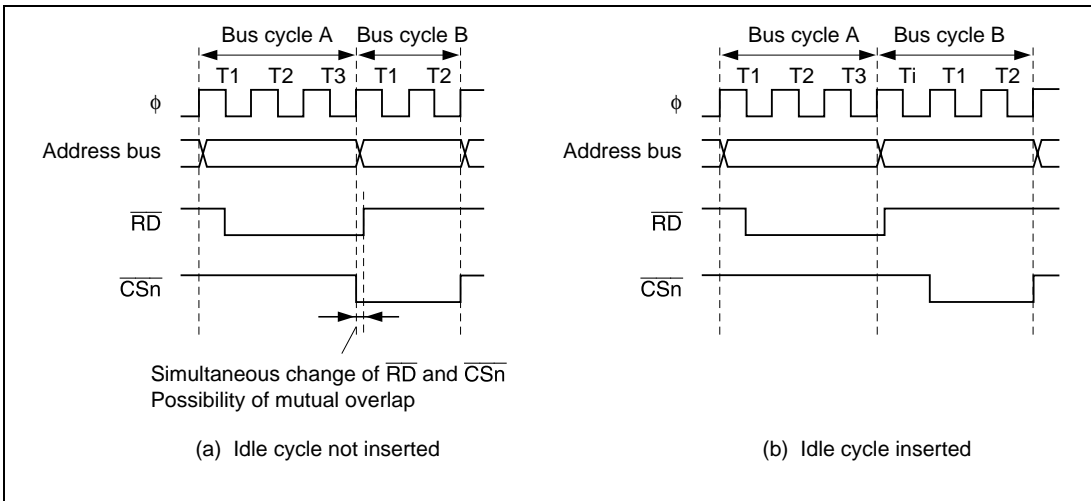 Bus cycle A Bus cycle B
T1 T2 T3 T1 T2
ϕ
Address bus
RD
CSn
Simultaneous change of RD and CSn
Possibility of mutual overlap
(a) Idle cycle not inserted
Bus cycle A Bus cycle B
T1 T2 T3 Ti T1 T2
ϕ
Address bus
RD
CSn
(b) Idle cycle inserted